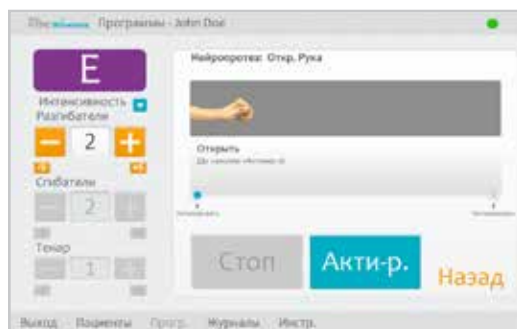 Программы - John Doe
E
Интенсивность
Разгибатели
2
Сгибатели
2
Тенар
1
Нейропротез: Откр. Рука
Открыть
Стоп
Акти-р.
Назад
Выход Пациенты Прогр. Журналы Инстр.